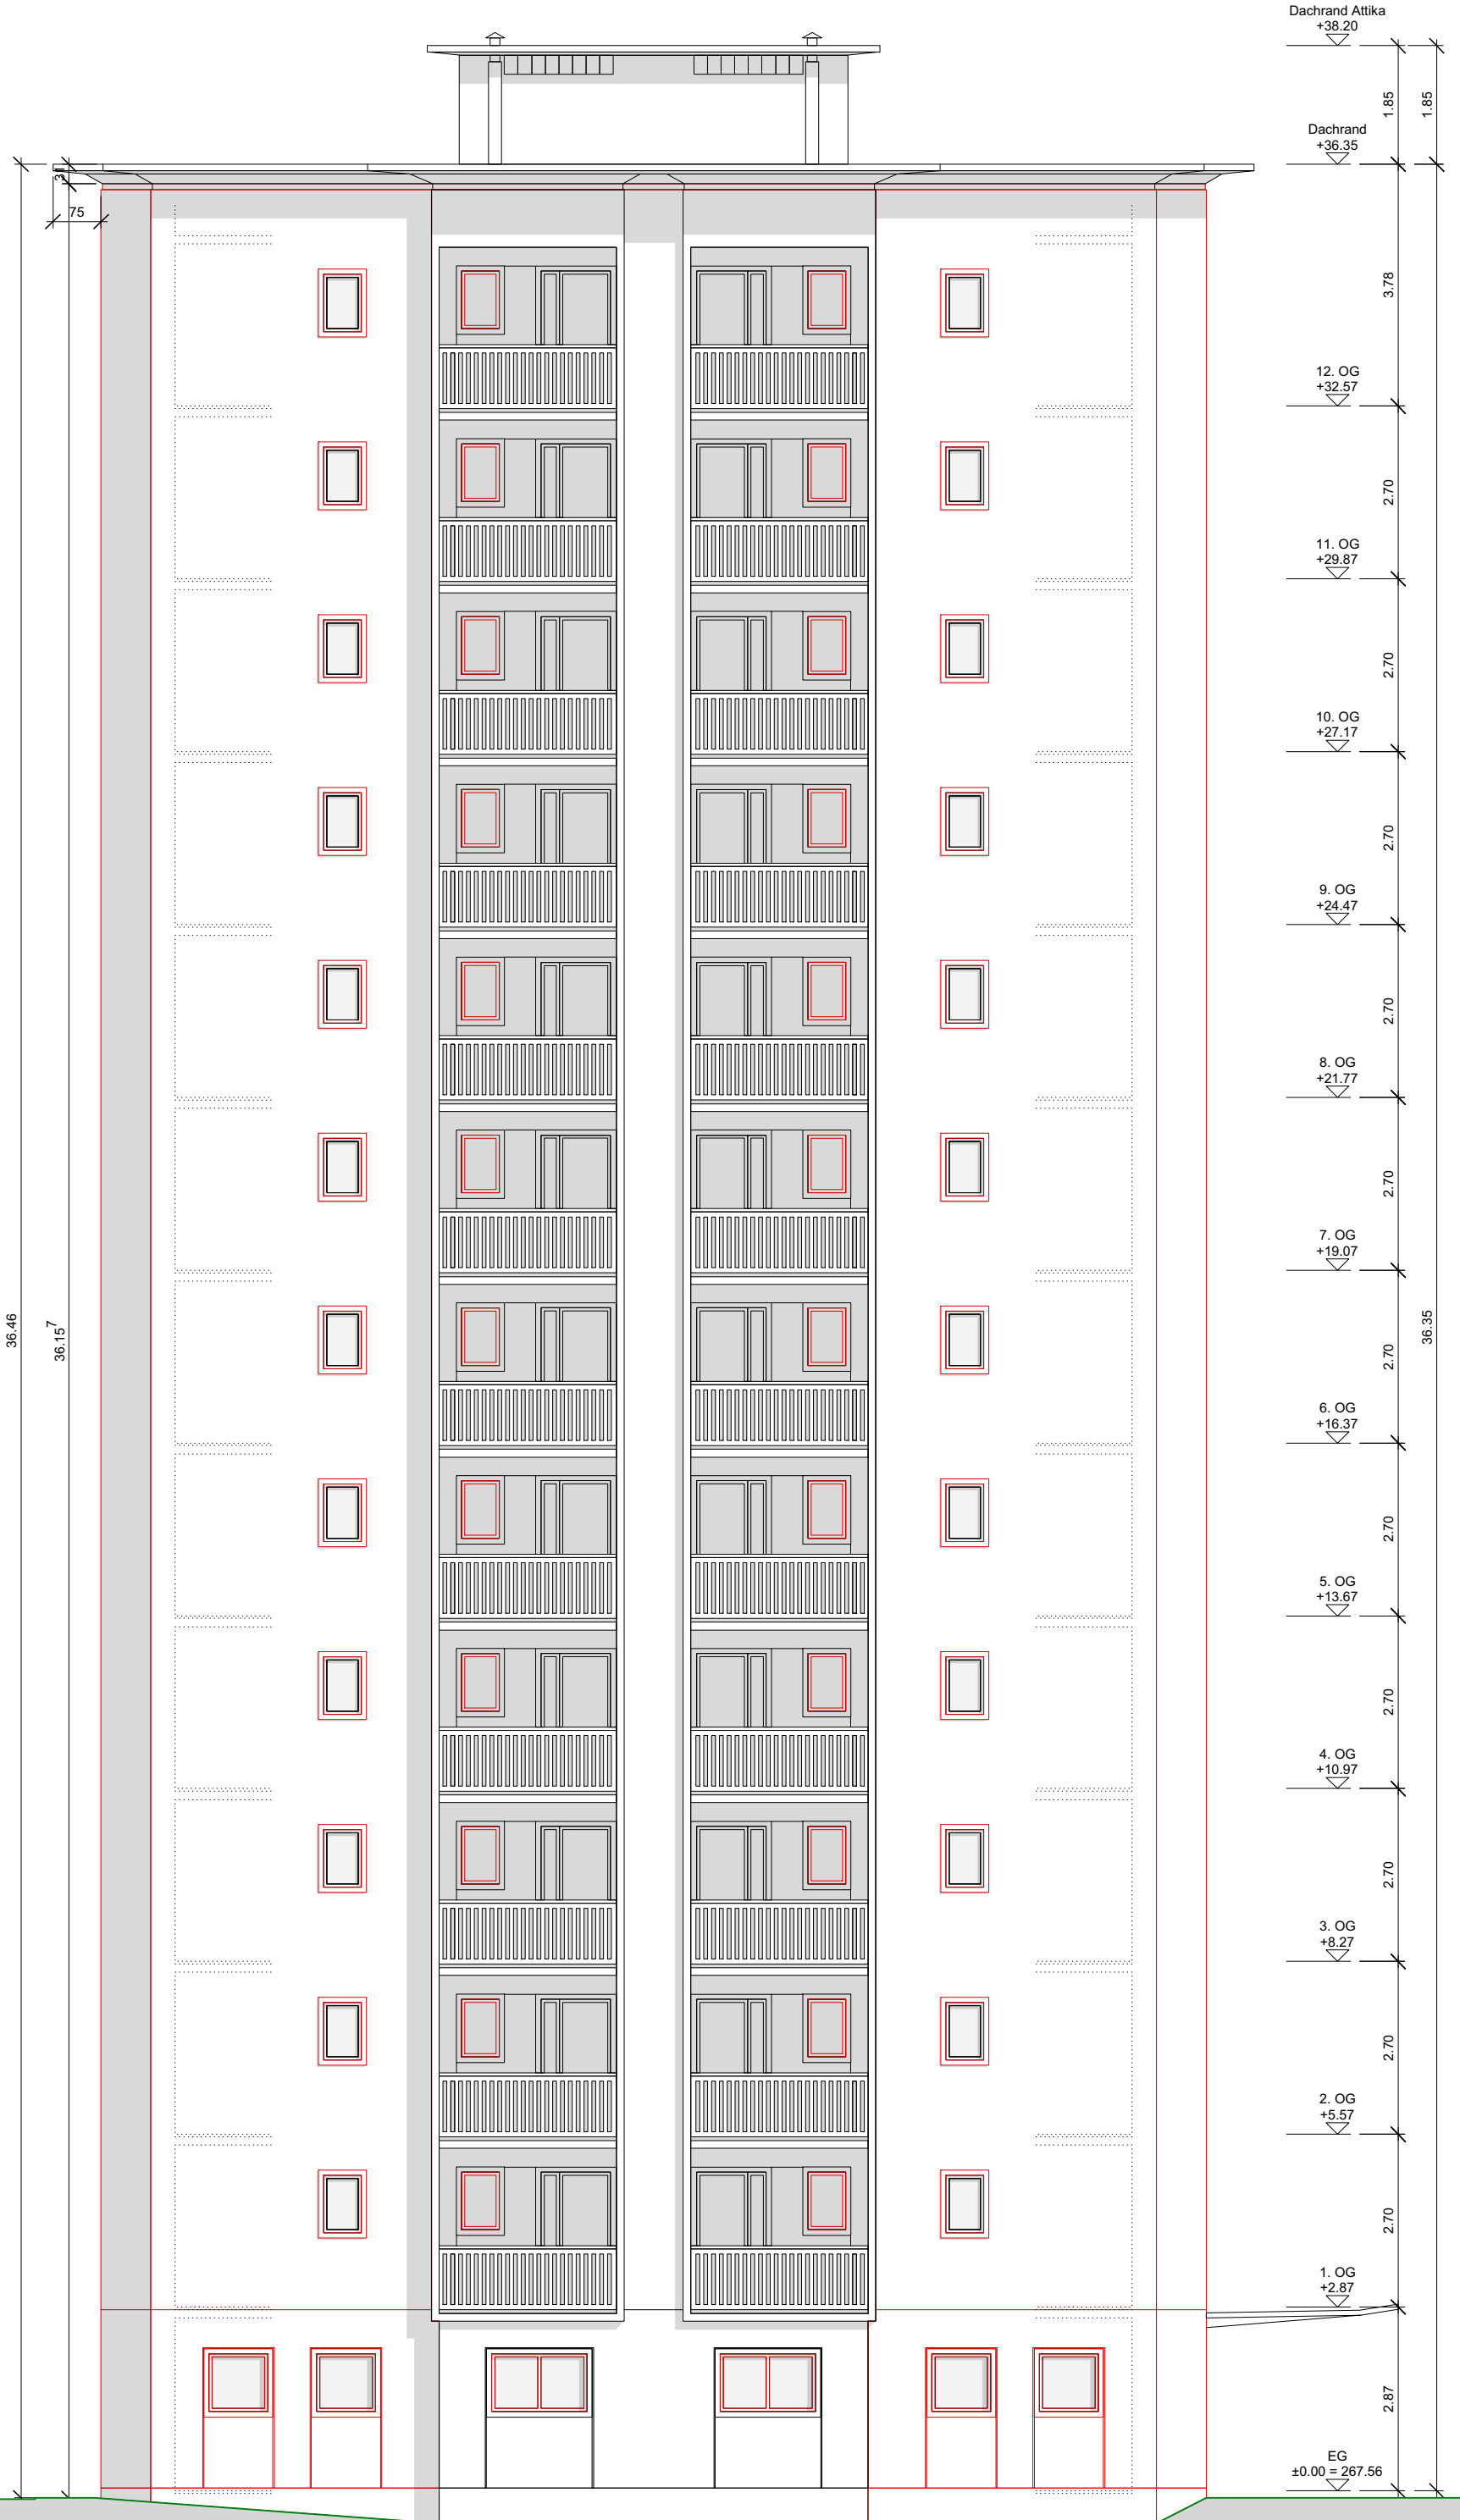 Dachrand Attika
+38.20
1.85
1.85
Dachrand
+36.35
75
3.78
12. OG
+32.57
2.70
11. OG
+29.87
2.70
10. OG
+27.17
2.70
9. OG
+24.47
2.70
8. OG
+21.77
2.70
7. OG
+19.07
36.46
36.15⁷
2.70
36.35
6. OG
+16.37
2.70
5. OG
+13.67
2.70
4. OG
+10.97
2.70
3. OG
+8.27
2.70
2. OG
+5.57
2.70
1. OG
+2.87
2.87
EG
±0.00 = 267.56